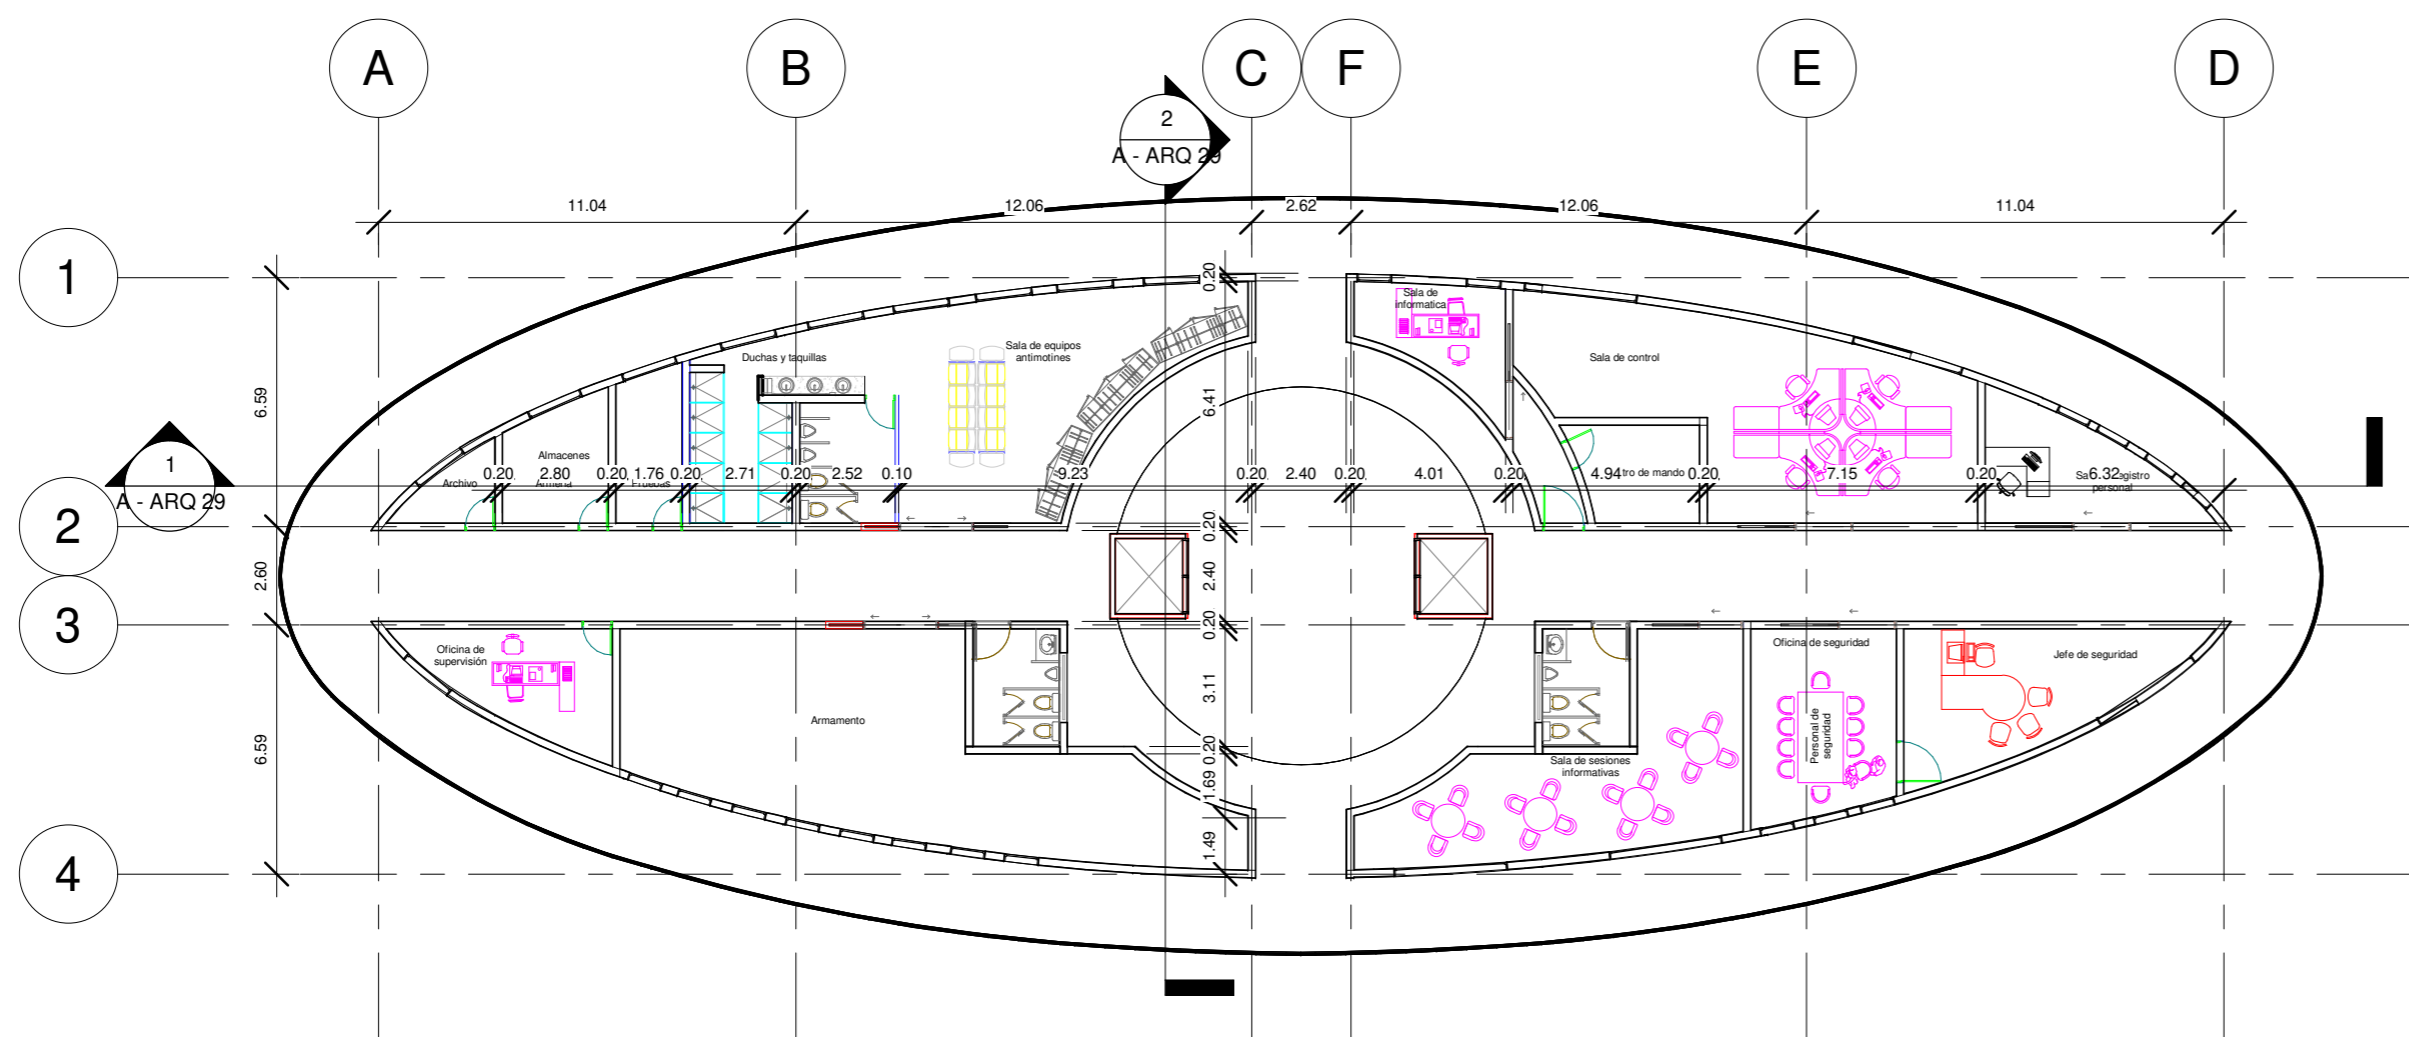 A
B
C
F
E
D
2
A - ARQ 29
11.04
12.06
2.62
12.06
11.04
1
0.20
Sala de
informatica
Sala de equipos
antimotines
Duchas y taquillas
Sala de control
6.59
6.41
1
A - ARQ 29
Almacenes
Archivo
0.20
2.80
0.20
1.76
0.20
2.71
0.20
2.52
0.10
9.23
0.20
2.40
0.20
4.01
0.20
4.94
tro de mando
0.20
7.15
0.20
6.32
personal
2
0.20
2.60
2.40
3
0.20
Oficina de
supervisión
Oficina de seguridad
Jefe de seguridad
3.11
Armamento
Personal de
seguridad
6.59
0.20
Sala de sesiones
informativas
1.69
1.49
4